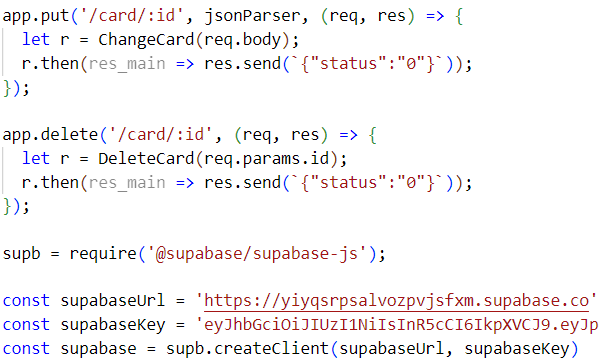 app.put('/card/:id', jsonParser, (req, res) => {
  let r = ChangeCard(req.body);
  r.then(res_main => res.send(`{"status":"0"}`));
});

app.delete('/card/:id', (req, res) => {
  let r = DeleteCard(req.params.id);
  r.then(res_main => res.send(`{"status":"0"}`));
});

supb = require('@supabase/supabase-js');

const supabaseUrl = 'https://yiyqsrpsalvozpvjsfxm.supabase.co'
const supabaseKey = 'eyJhbGciOiJIUzI1NiIsInR5cCI6IkpXVCJ9.eyJp
const supabase = supb.createClient(supabaseUrl, supabaseKey)